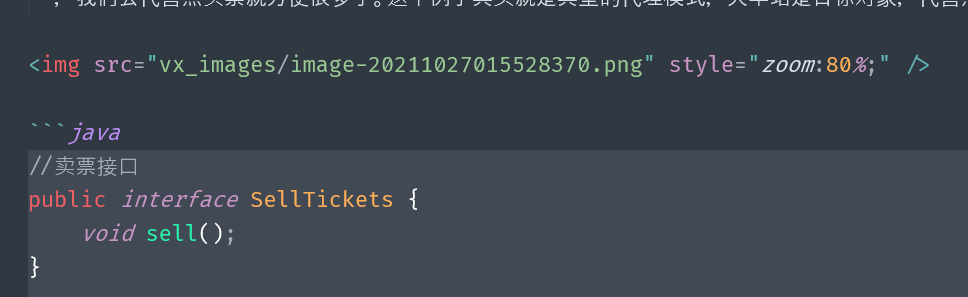 ，我们去代售点买票就方便很多了。这个例子其实就是典型的代理模式，火车站是目标对象，代售点
<img src="vx_images/image-20211027015528370.png" style="zoom:80%;" />
```java
//卖票接口
public interface SellTickets {
    void sell();
}